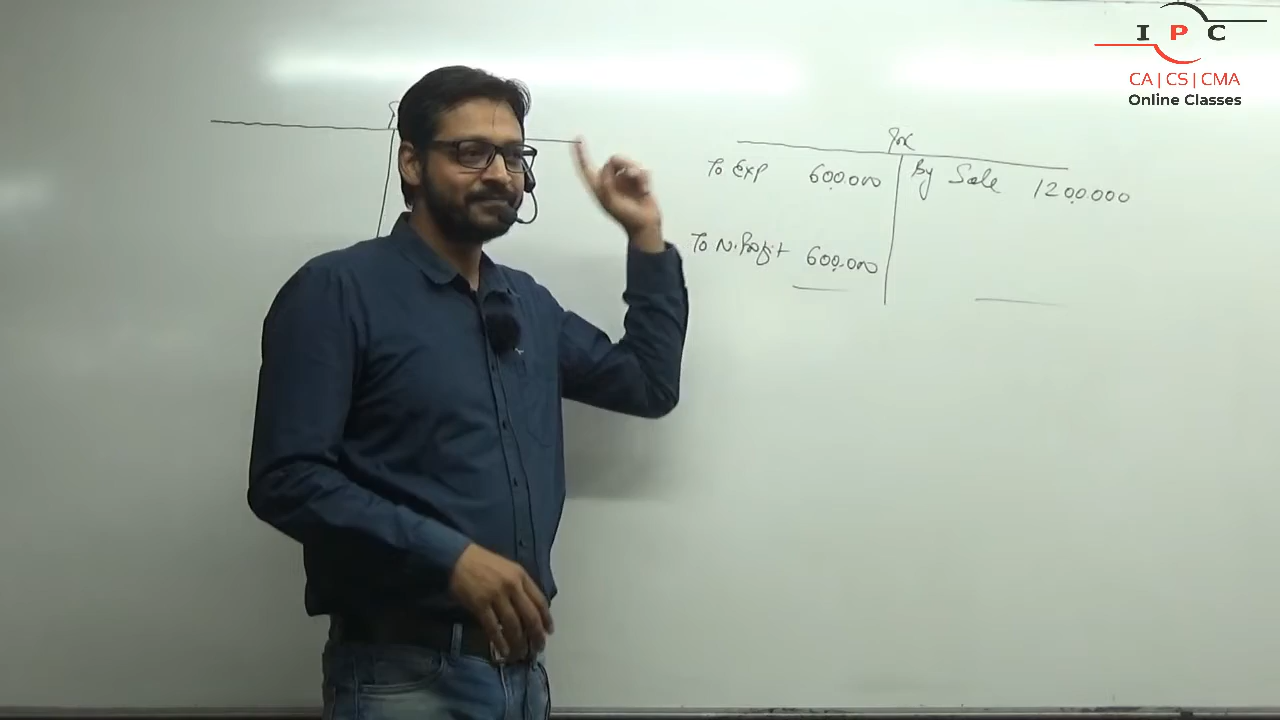 I P C
CA | CS | CMA
Online Classes
To Exp 600,000 By Sale 1200,000
To N. Profit 600,000